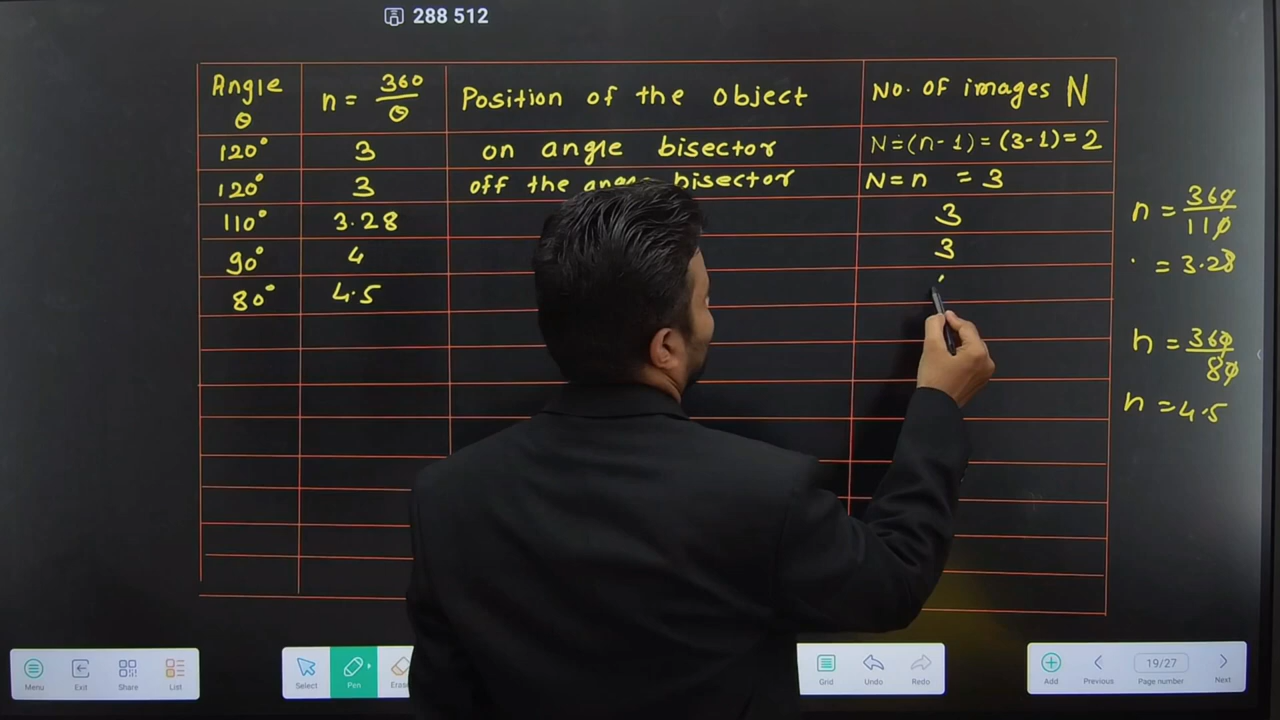 288 512
Angle θ
n = 360/θ
Position of the object
No. of images N
120° 3 on angle bisector N=(n-1) = (3-1) = 2
120° 3 off the angle bisector N=n = 3
110° 3.28 3
90° 4 3
80° 4.5
n = 360/110
= 3.28
n = 360/80
n = 4.5
Menu Exit Share List
Select Pen
Grid Undo Redo
Add Previous 19/27 Page number Next